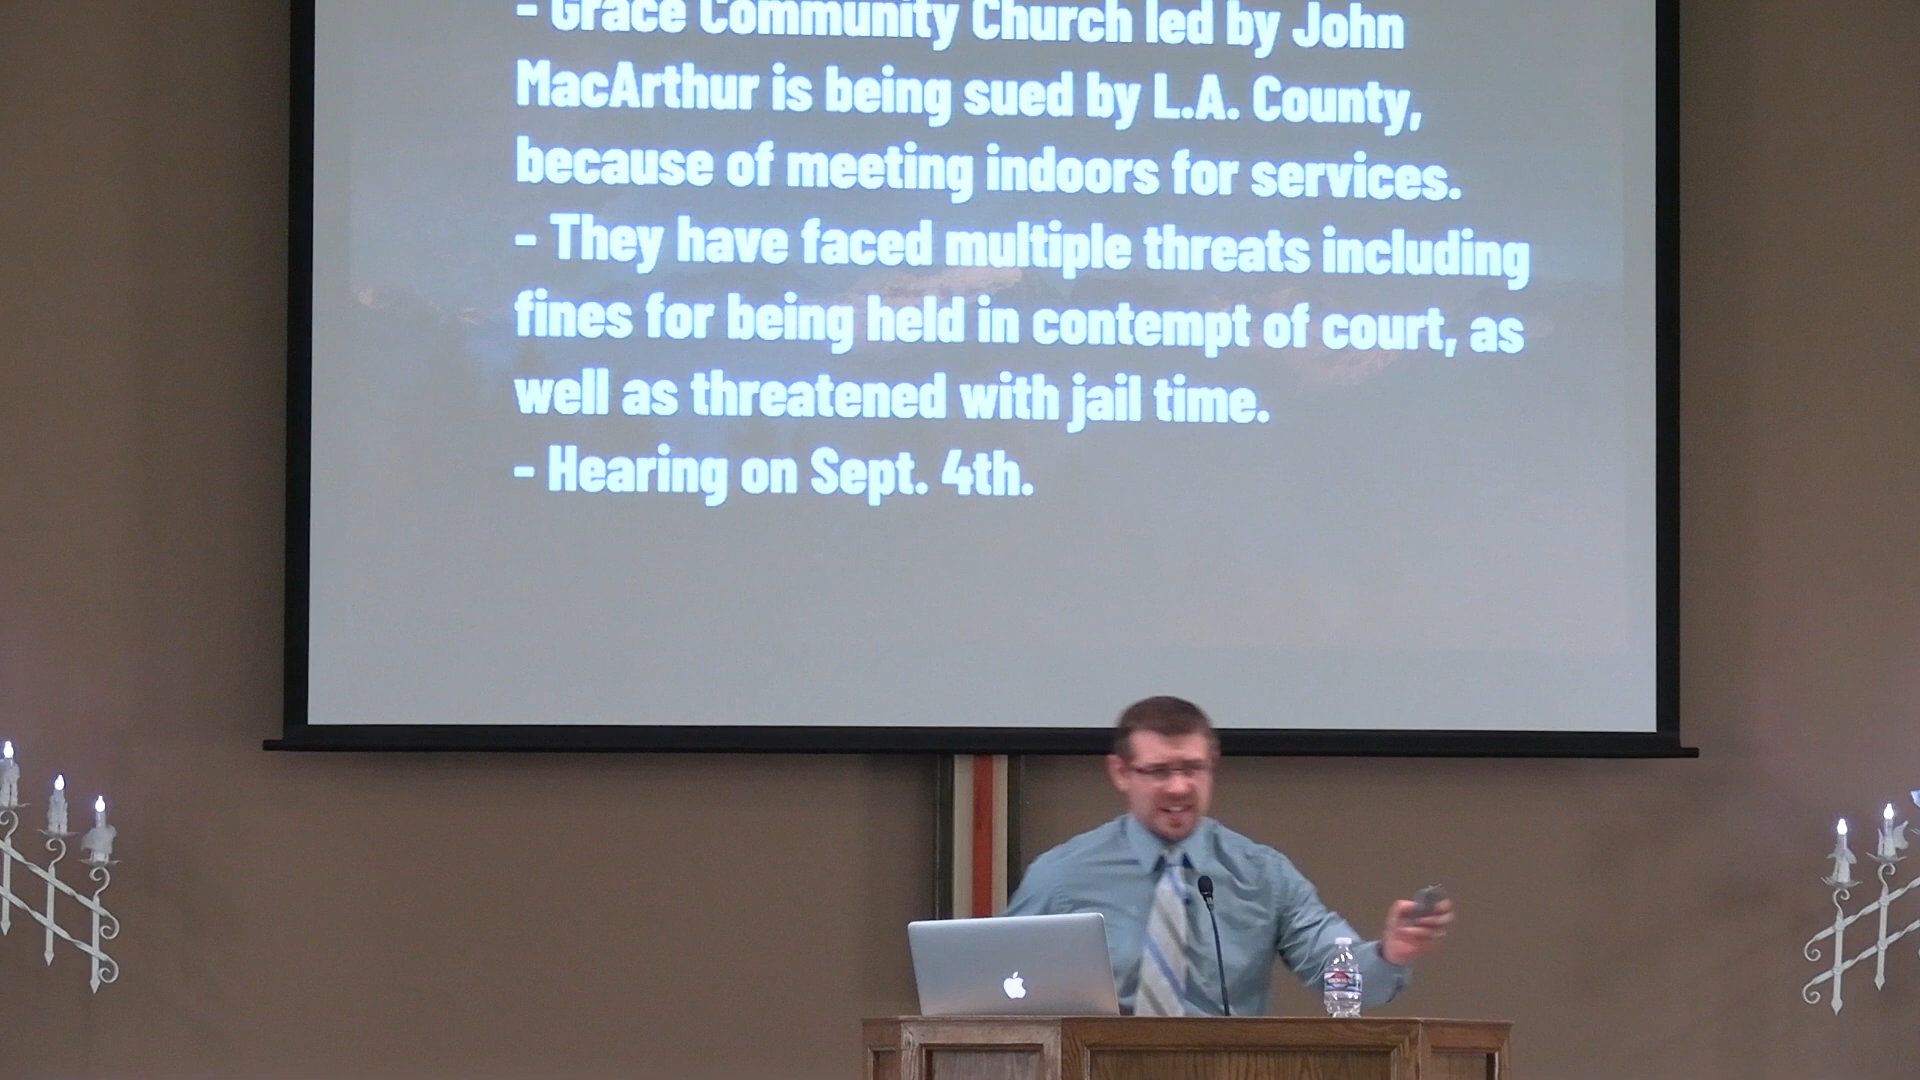 - Grace Community Church led by John
MacArthur is being sued by L.A. County,
because of meeting indoors for services.
- They have faced multiple threats including
fines for being held in contempt of court, as
well as threatened with jail time.
- Hearing on Sept. 4th.